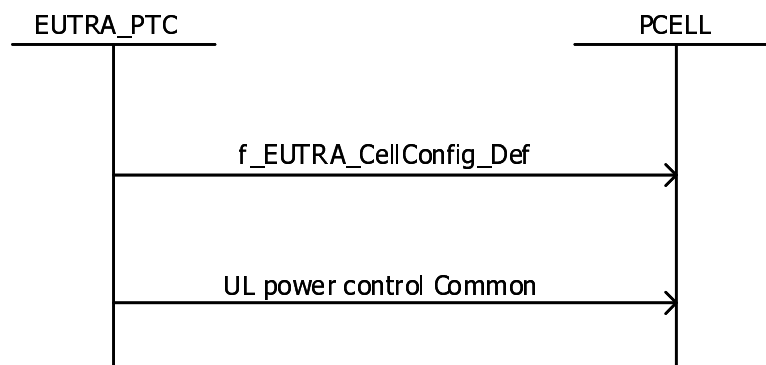 EUTRA_PTC
PCELL
f_EUTRA_CellConfig_Def
UL power control Common